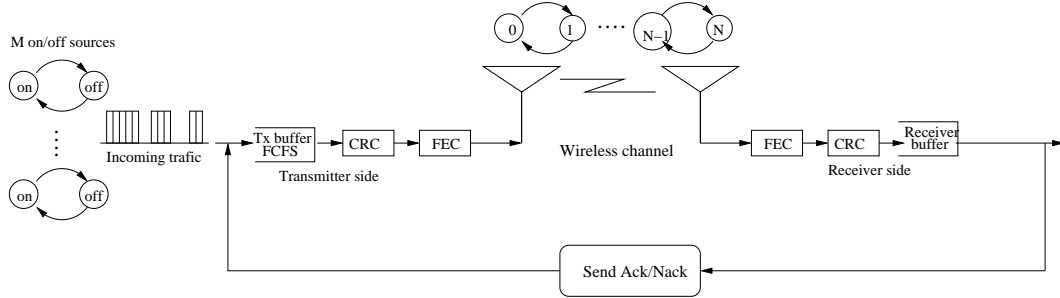 M on/off sources
on
off
on
off
Incoming trafic
Tx buffer
FCFS
CRC
FEC
Transmitter side
0
1
N−1
N
Wireless channel
FEC
CRC
Receiver
buffer
Receiver side
Send Ack/Nack